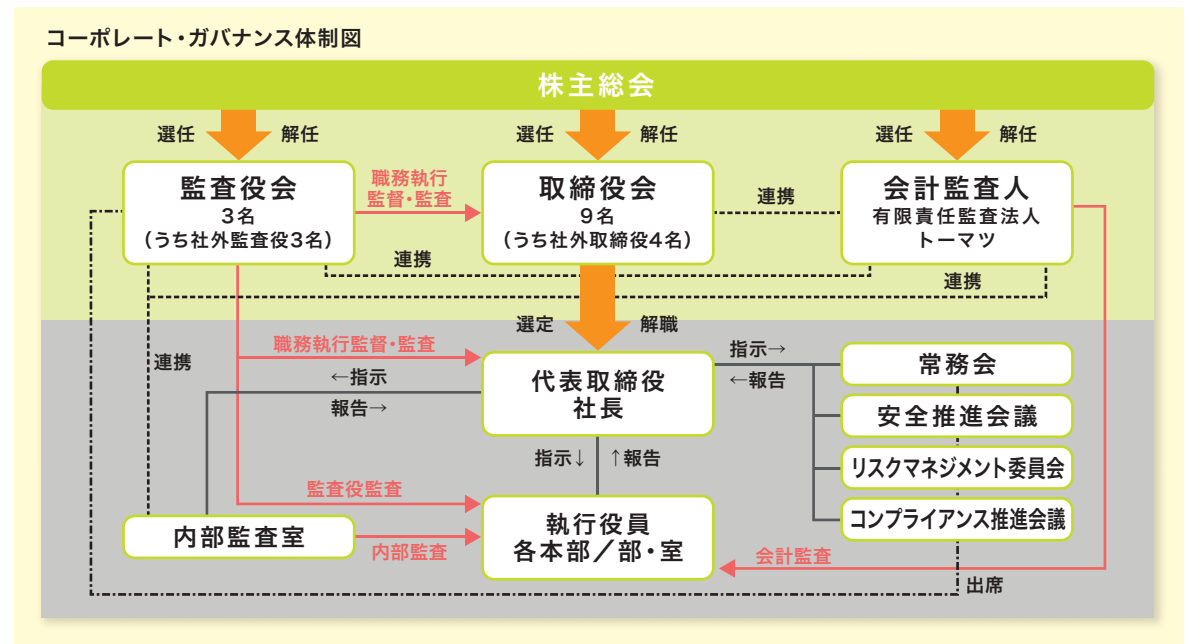 コーポレート・ガバナンス体制図
株主総会
選任
解任
選任
解任
選任
解任
監査役会
3名
（うち社外監査役3名）
職務執行
監督・監査
取締役会
9名
（うち社外取締役4名）
連携
会計監査人
有限責任監査法人
トーマツ
連携
連携
選定
解職
職務執行監督・監査
連携
←指示
報告→
代表取締役
社長
指示→
←報告
常務会
安全推進会議
リスクマネジメント委員会
コンプライアンス推進会議
指示↓
↑報告
監査役監査
内部監査室
内部監査
執行役員
各本部／部・室
会計監査
出席